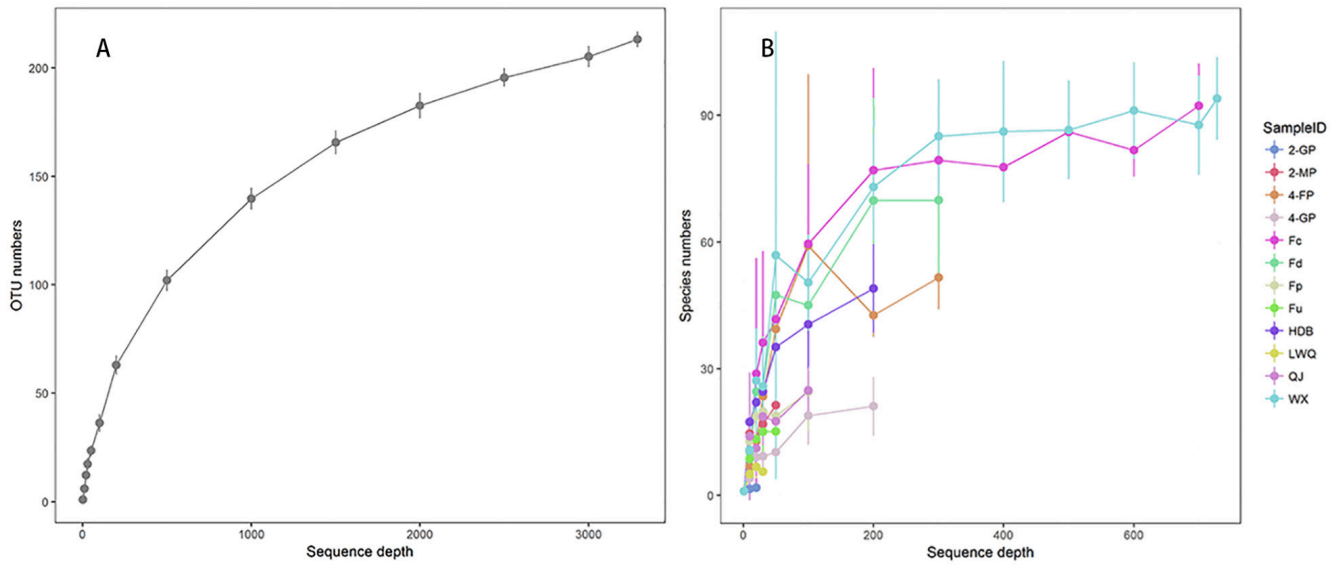 A
OTU numbers
200
150
100
50
0
0 1000 2000 3000
Sequence depth
B
Species numbers
90
60
30
0
0 200 400 600
Sequence depth
SampleID
2-GP
2-MP
4-FP
4-GP
Fc
Fd
Fp
Fu
HDB
LWQ
QJ
WX